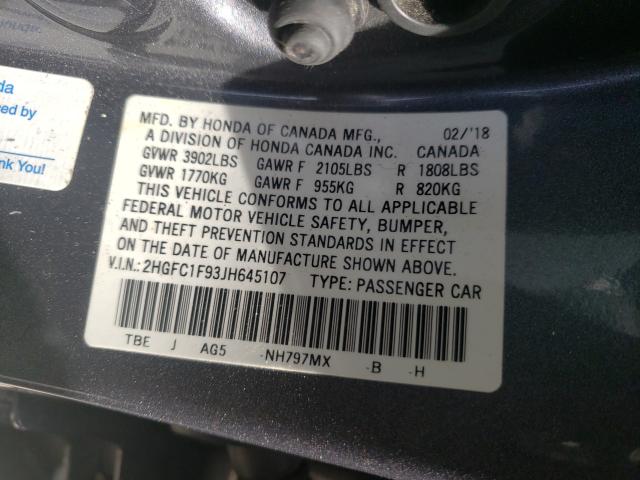 da
ced by
nk You!
MFD. BY HONDA OF CANADA MFG., 02/'18
A DIVISION OF HONDA CANADA INC. CANADA
GVWR 3902LBS GAWR F 2105LBS R 1808LBS
GVWR 1770KG GAWR F 955KG R 820KG
THIS VEHICLE CONFORMS TO ALL APPLICABLE
FEDERAL MOTOR VEHICLE SAFETY, BUMPER,
AND THEFT PREVENTION STANDARDS IN EFFECT
ON THE DATE OF MANUFACTURE SHOWN ABOVE.
V.I.N.:2HGFC1F93JH645107 TYPE: PASSENGER CAR
TBE J AG5 -NH797MX -B -H